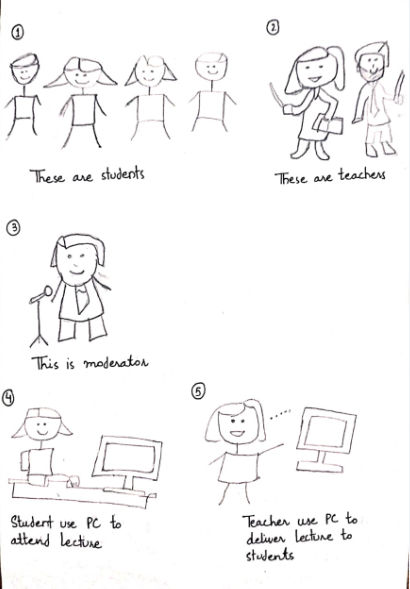 1
2
These are students
These are teachers
3
This is moderator
4
5
Student use PC to
attend lecture
Teacher use PC to
deliver lecture to
students